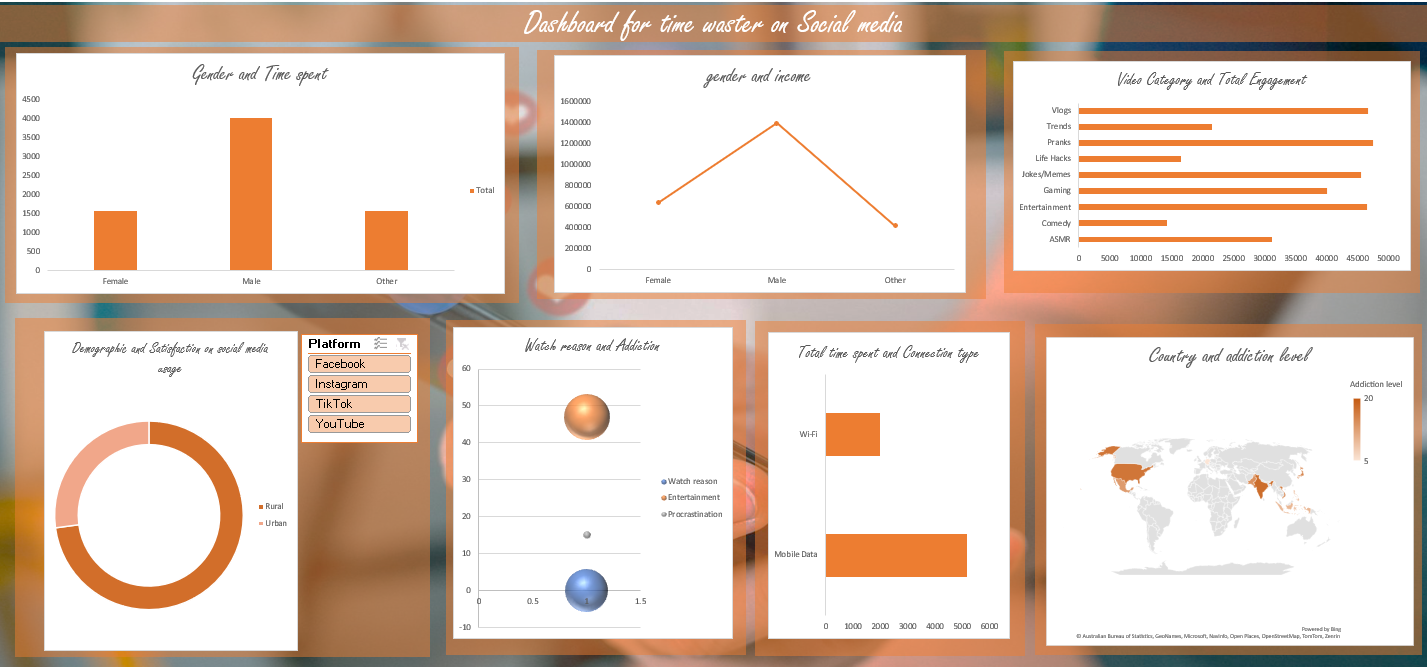 Dashboard for time waster on Social media
Gender and Time spent
4500
4000
3500
3000
2500
2000
1500
1000
500
0
Female Male Other
Total
gender and income
1600000
1400000
1200000
1000000
800000
600000
400000
200000
0
Female Male Other
Video Category and Total Engagement
Vlogs
Trends
Pranks
Life Hacks
Jokes/Memes
Gaming
Entertainment
Comedy
ASMR
0 5000 10000 15000 20000 25000 30000 35000 40000 45000 50000
Demographic and Satisfaction on social media
usage
Rural
Urban
Platform
Facebook
Instagram
TikTok
YouTube
Watch reason and Addiction
60
50
40
30
20
10
0
-10
0 0.5 1 1.5
Watch reason
Entertainment
Procrastination
Total time spent and Connection type
Wi-Fi
Mobile Data
0 1000 2000 3000 4000 5000 6000
Country and addiction level
Addiction level
20
5
Powered by Bing
© Australian Bureau of Statistics, GeoNames, Microsoft, Navinfo, Open Places, OpenStreetMap, TomTom, Zenrin